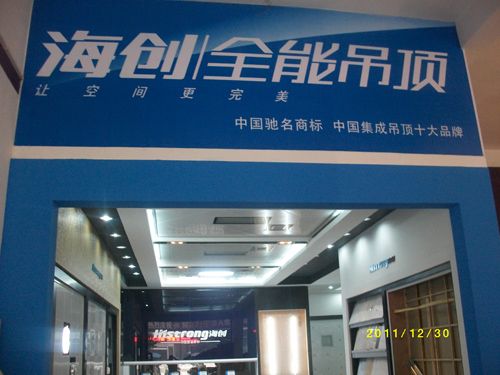 海创|全能吊顶
让空间更完美
中国驰名商标 中国集成吊顶十大品牌
Histrong海创
2011/12/30